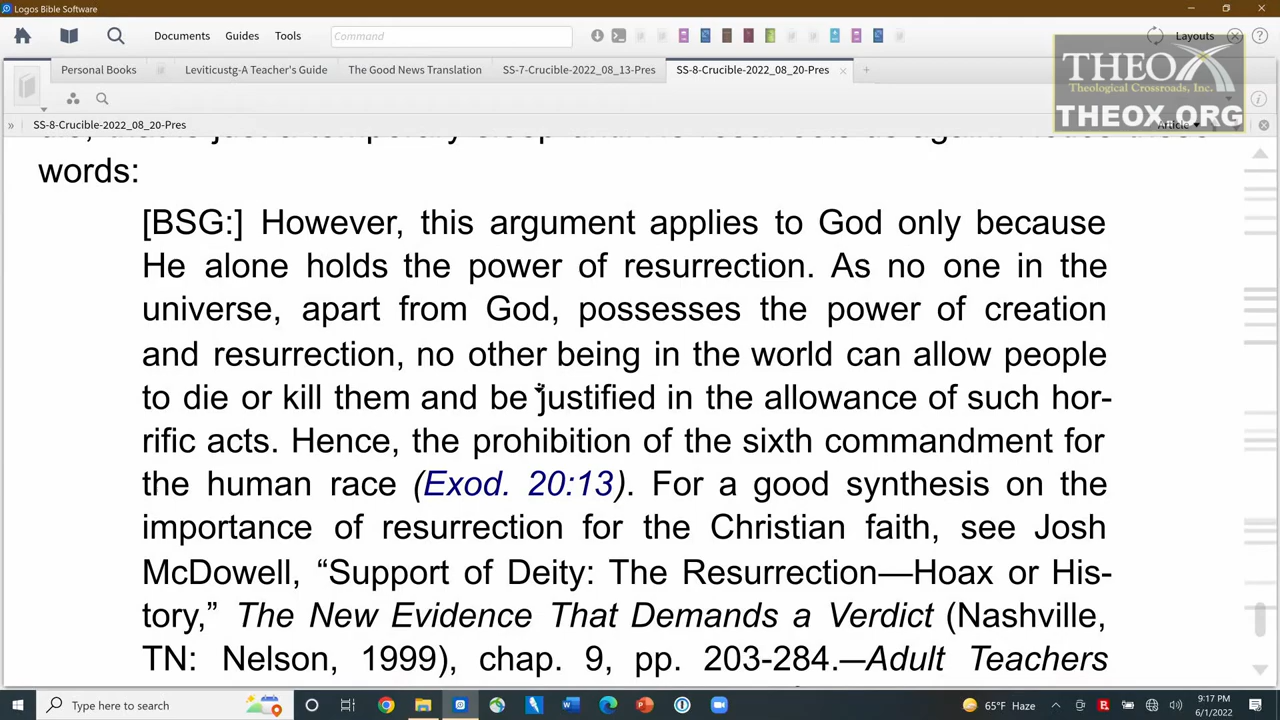 Logos Bible Software
Documents Guides Tools Command Layouts
THEOX
Theological Crossroads, Inc.
THEOX.ORG
Personal Books Leviticustg-A Teacher's Guide The Good News Translation SS-7-Crucible-2022_08_13-Pres SS-8-Crucible-2022_08_20-Pres
SS-8-Crucible-2022_08_20-Pres Article
words:
[BSG:] However, this argument applies to God only because
He alone holds the power of resurrection. As no one in the
universe, apart from God, possesses the power of creation
and resurrection, no other being in the world can allow people
to die or kill them and be justified in the allowance of such hor-
rific acts. Hence, the prohibition of the sixth commandment for
the human race (Exod. 20:13). For a good synthesis on the
importance of resurrection for the Christian faith, see Josh
McDowell, “Support of Deity: The Resurrection—Hoax or His-
tory,” The New Evidence That Demands a Verdict (Nashville,
TN: Nelson, 1999), chap. 9, pp. 203-284.—Adult Teachers
Type here to search
65°F Haze
9:17 PM
6/1/2022